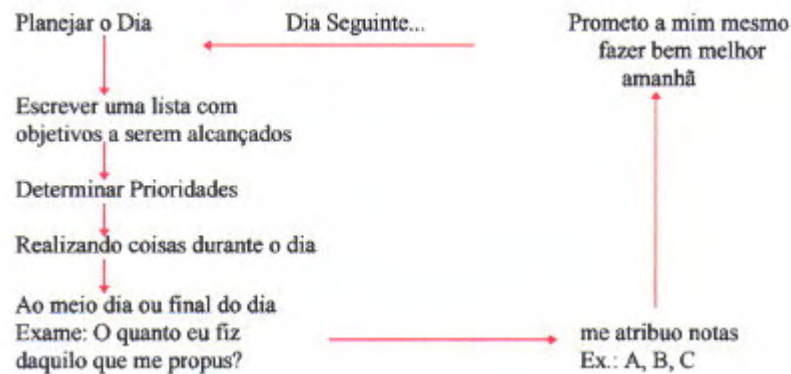 Planejar o Dia
Dia Seguinte...
Prometo a mim mesmo
fazer bem melhor
amanhã
Escrever uma lista com
objetivos a serem alcançados
Determinar Prioridades
Realizando coisas durante o dia
Ao meio dia ou final do dia
Exame: O quanto eu fiz
daquilo que me propus?
me atribuo notas
Ex.: A, B, C